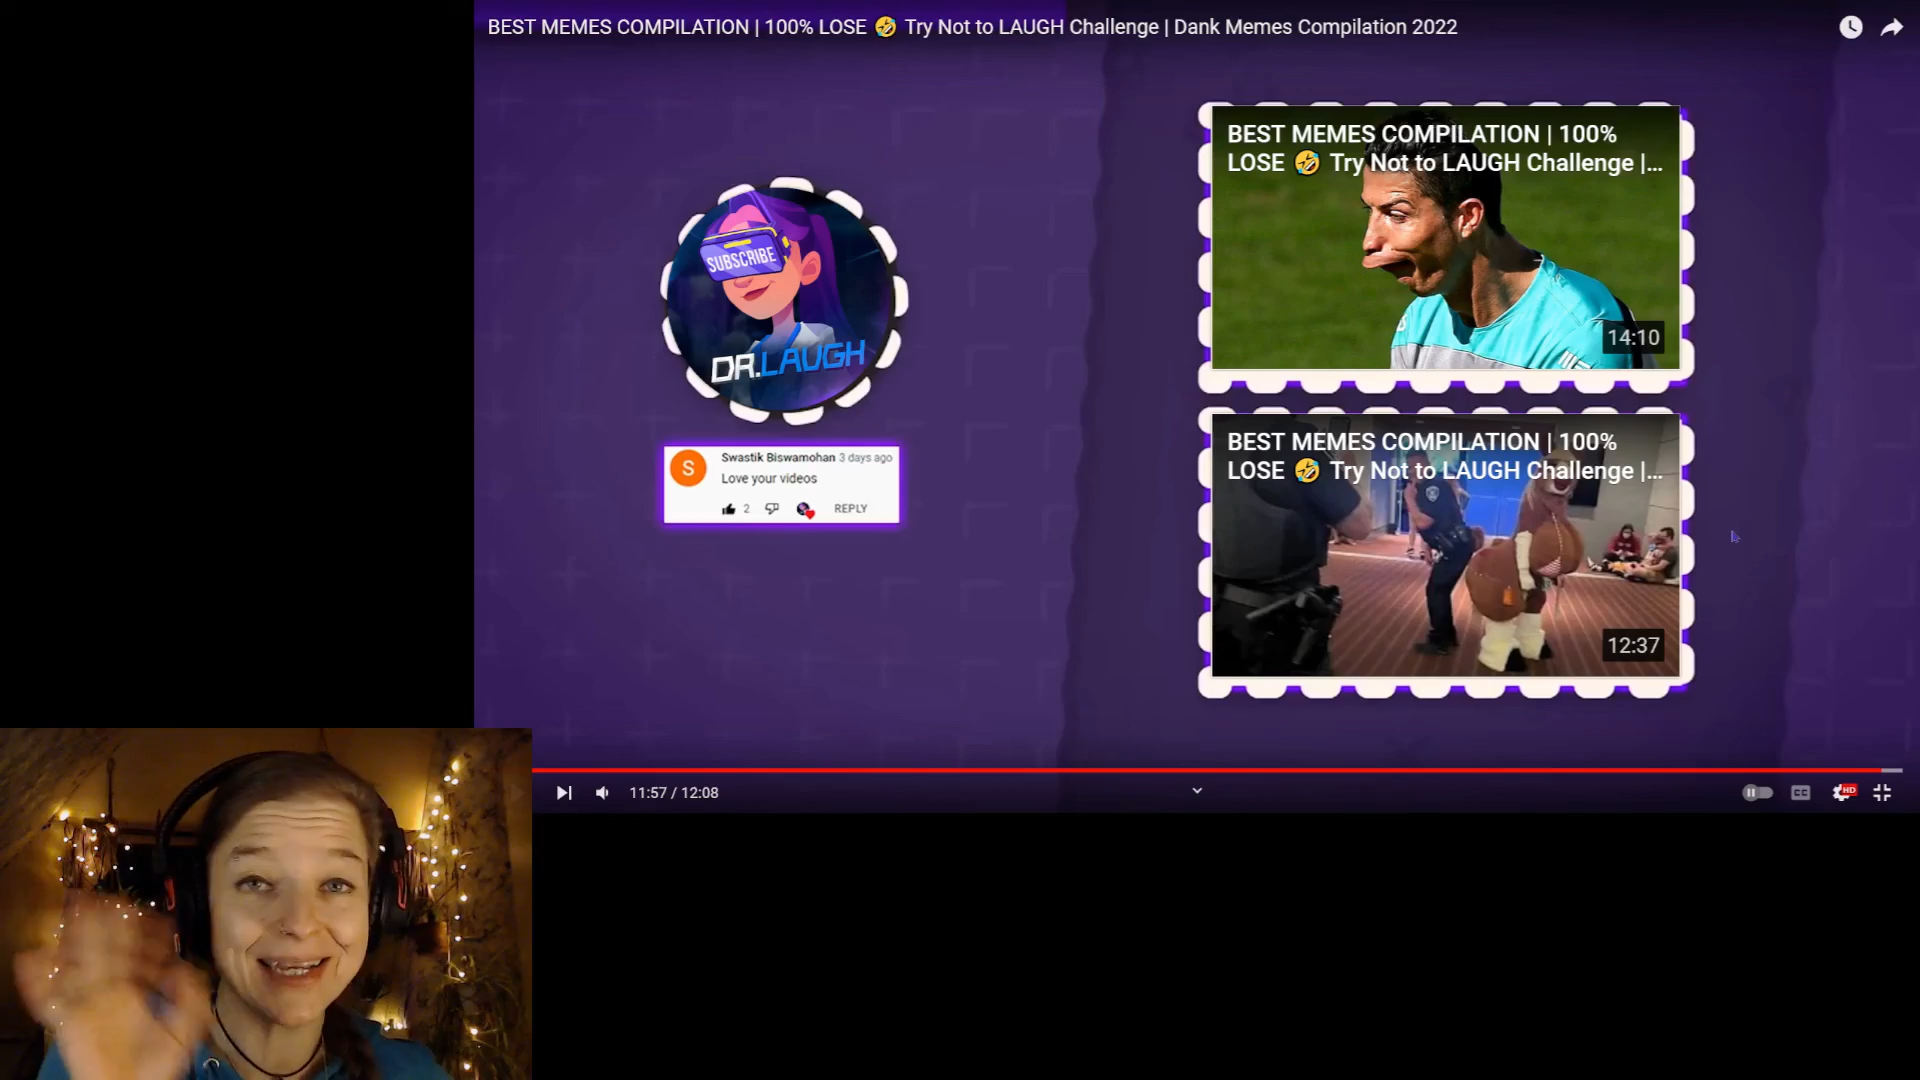 BEST MEMES COMPILATION | 100% LOSE 🤣 Try Not to LAUGH Challenge | Dank Memes Compilation 2022
BEST MEMES COMPILATION | 100%
LOSE 🤣 Try Not to LAUGH Challenge |...
14:10
SUBSCRIBE
DR.LAUGH
S
Swastik Biswamohan 3 days ago
Love your videos
2
REPLY
BEST MEMES COMPILATION | 100%
LOSE 🤣 Try Not to LAUGH Challenge |...
12:37
11:57 / 12:08
CC
HD